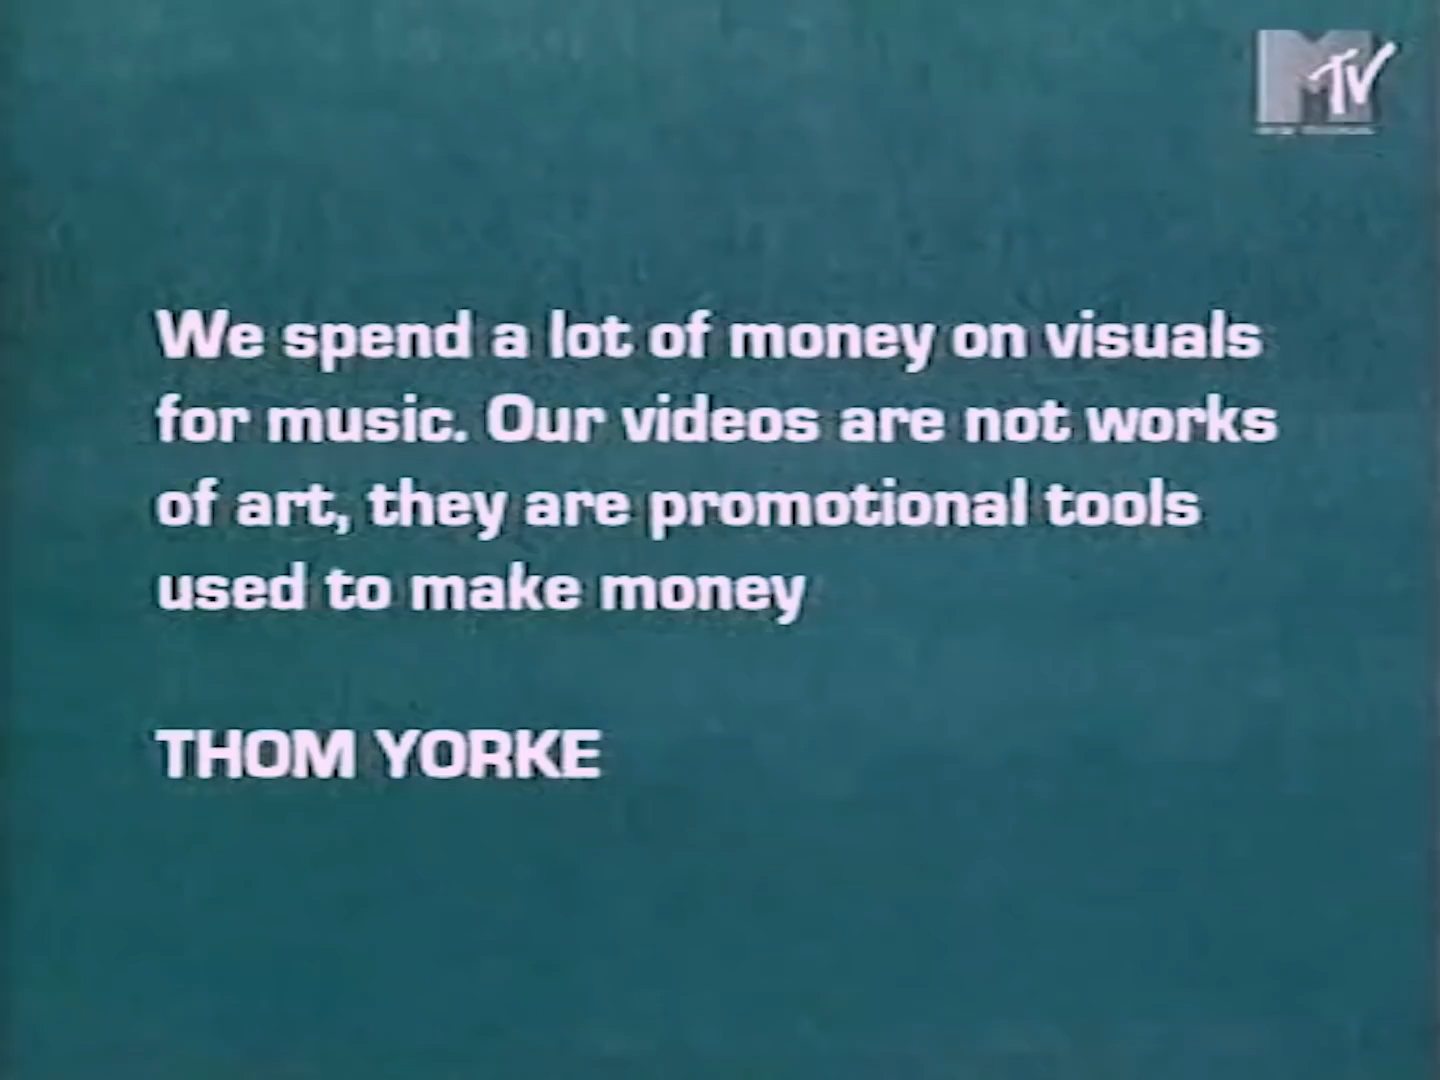 MTV
We spend a lot of money on visuals
for music. Our videos are not works
of art, they are promotional tools
used to make money
THOM YORKE